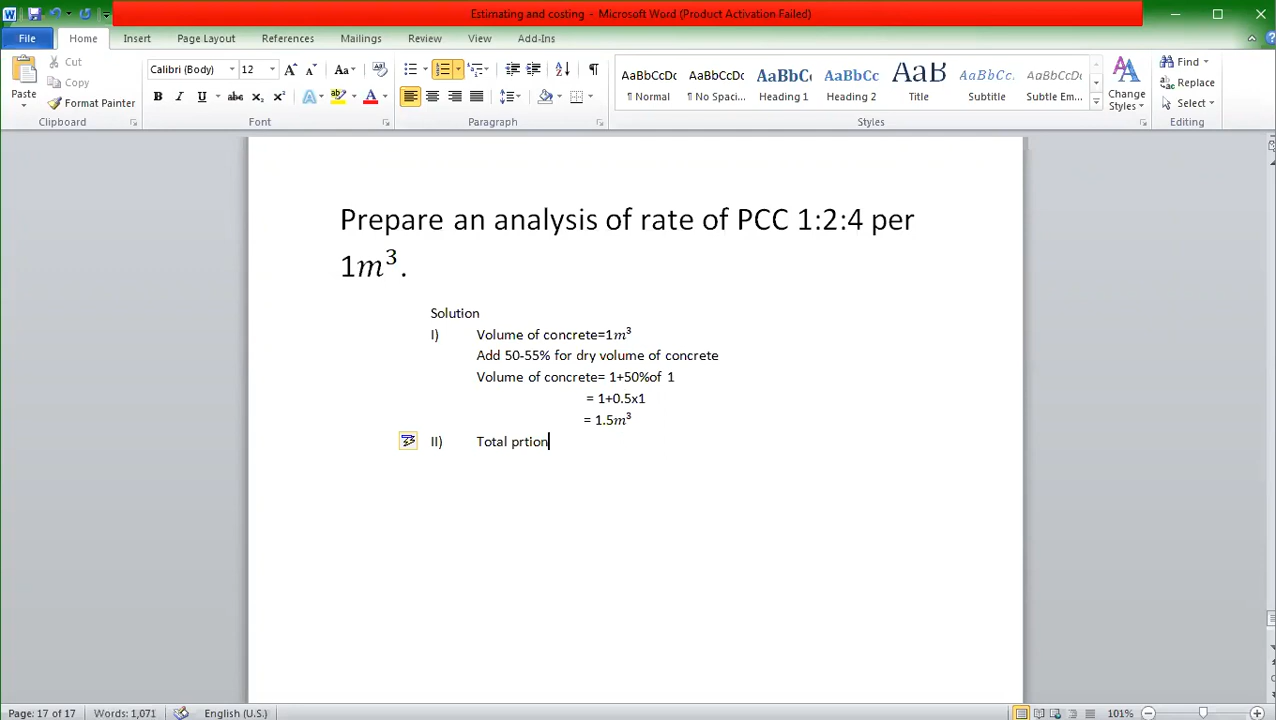 Estimating and costing - Microsoft Word (Product Activation Failed)
File Home Insert Page Layout References Mailings Review View Add-Ins
Paste Cut Copy Format Painter
Calibri (Body) 12
AaBbCcDc AaBbCcDc AaBbCc AaBbCc AaB AaBbCc. AaBbCcDc
¶ Normal ¶ No Spaci... Heading 1 Heading 2 Title Subtitle Subtle Em...
Change Styles
Find
Replace
Select
Clipboard Font Paragraph Styles Editing
Prepare an analysis of rate of PCC 1:2:4 per
1m³.
Solution
I) Volume of concrete=1m³
Add 50-55% for dry volume of concrete
Volume of concrete= 1+50%of 1
= 1+0.5x1
= 1.5m³
II) Total prtion
Page: 17 of 17 Words: 1,071 English (U.S.) 101%